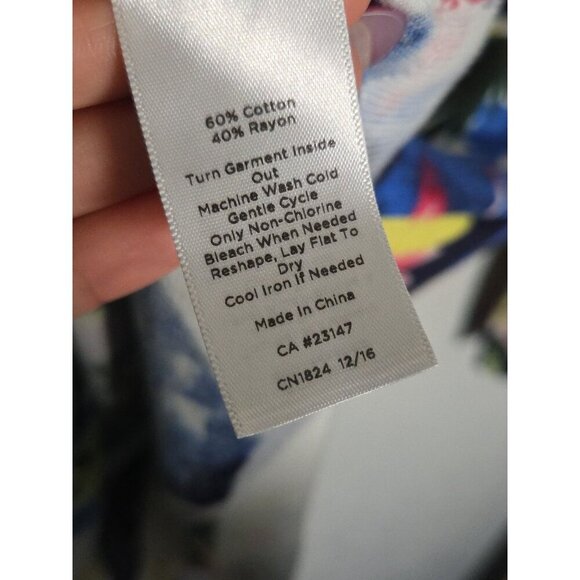 60% Cotton
40% Rayon
Turn Garment Inside
Out
Machine Wash Cold
Gentle Cycle
Only Non-Chlorine
Bleach When Needed
Reshape, Lay Flat To
Dry
Cool Iron If Needed
Made In China
CA #23147
CN1824 12/16